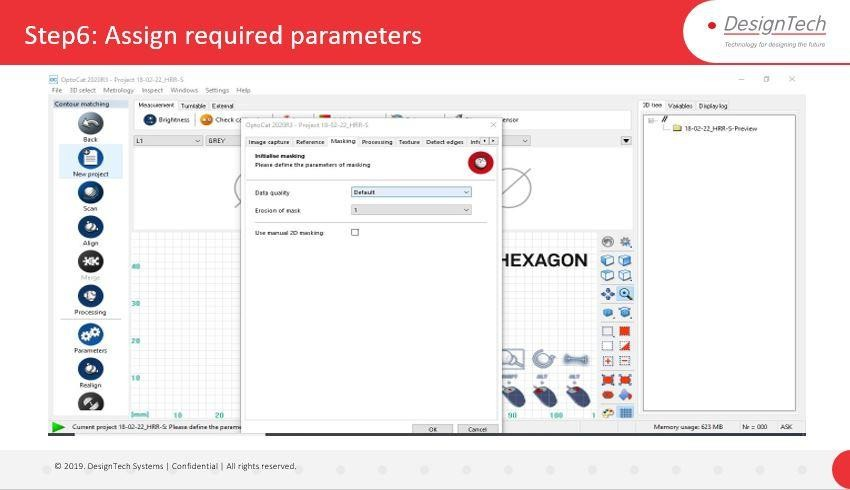 Step6: Assign required parameters
DesignTech
Technology for designing the future
OptoCat 2020R3 - Project 18-02-22_HRR-S
File 3D select Metrology Inspect Windows Settings Help
Contour matching
Measurement Turntable External
Brightness Check
sensor
L1 GREY
Back
New project
Scan
Align
Merge
Processing
Parameters
Realign
OptoCat 2020R3 - Project 18-02-22_HRR-S
Image capture Reference Masking Processing Texture Detect edges
Initialise masking
Please define the parameters of masking
Data quality Default
Erosion of mask 1
Use manual 2D masking:
OK Cancel
HEXAGON
40
30
20
10
[mm] 10 20
90 100
3D tree Variables Display log
//
18-02-22_HRR-S-Preview
Current project 18-02-22_HRR-S: Please define the parame
Memory usage: 623 MB Nr = 000 ASK
© 2019. DesignTech Systems | Confidential | All rights reserved.